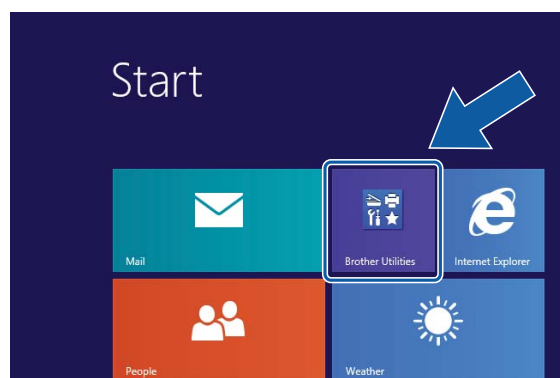 Start
Mail
Brother Utilities
Internet Explorer
People
Weather